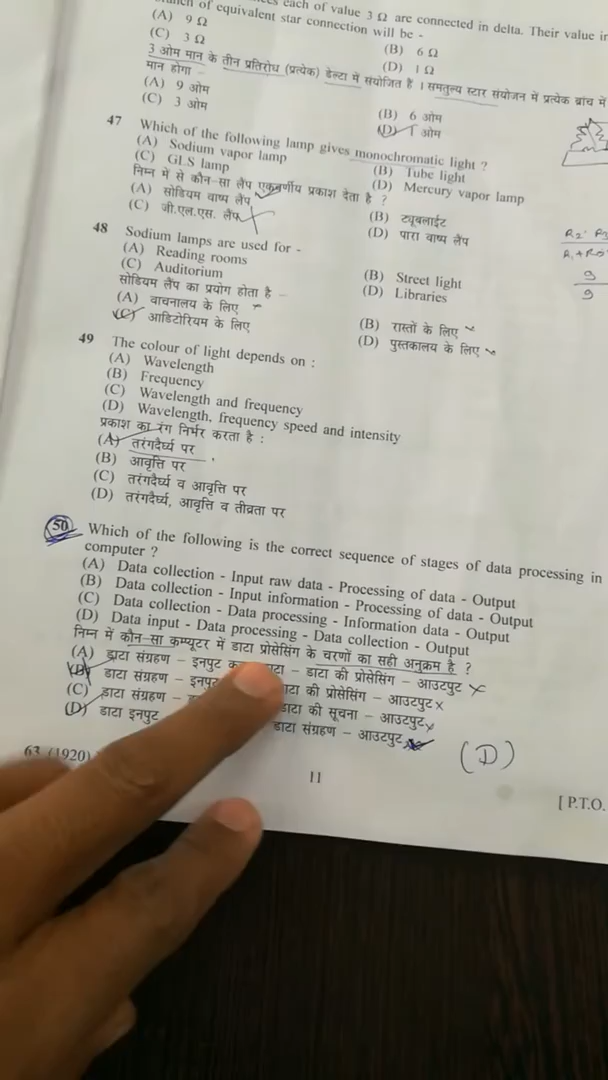 each of value 3 Ω are connected in delta. Their value in
of equivalent star connection will be -
(A) 9 Ω
(B) 6 Ω
(C) 3 Ω
(D) 1 Ω
3 ओम मान के तीन प्रतिरोध (प्रत्येक) डेल्टा में संयोजित हैं । समतुल्य स्टार संयोजन में प्रत्येक ब्रांच में
मान होगा -
(A) 9 ओम
(B) 6 ओम
(C) 3 ओम
(D) 1 ओम
47 Which of the following lamp gives monochromatic light ?
(A) Sodium vapor lamp
(B) Tube light
(C) GLS lamp
(D) Mercury vapor lamp
निम्न में से कौन-सा लैंप एकवर्णीय प्रकाश देता है ?
(A) सोडियम वाष्प लैंप
(B) ट्यूबलाईट
(C) जी.एल.एस. लैंप
(D) पारा वाष्प लैंप
48 Sodium lamps are used for -
(A) Reading rooms
(B) Street light
(C) Auditorium
(D) Libraries
सोडियम लैंप का प्रयोग होता है -
(A) वाचनालय के लिए
(B) रास्तों के लिए
(C) आडिटोरियम के लिए
(D) पुस्तकालय के लिए
49 The colour of light depends on :
(A) Wavelength
(B) Frequency
(C) Wavelength and frequency
(D) Wavelength, frequency speed and intensity
प्रकाश का रंग निर्भर करता है :
(A) तरंगदैर्घ्य पर
(B) आवृत्ति पर
(C) तरंगदैर्घ्य व आवृत्ति पर
(D) तरंगदैर्घ्य, आवृत्ति व तीव्रता पर
50 Which of the following is the correct sequence of stages of data processing in
computer ?
(A) Data collection - Input raw data - Processing of data - Output
(B) Data collection - Input information - Processing of data - Output
(C) Data collection - Data processing - Information data - Output
(D) Data input - Data processing - Data collection - Output
निम्न में कौन-सा कम्प्यूटर में डाटा प्रोसेसिंग के चरणों का सही अनुक्रम है ?
(A) डाटा संग्रहण - इनपुट डाटा - डाटा की प्रोसेसिंग - आउटपुट
(B) डाटा संग्रहण - इनपुट डाटा की प्रोसेसिंग - आउटपुट
(C) डाटा संग्रहण - डाटा की सूचना - आउटपुट
(D) डाटा इनपुट डाटा संग्रहण - आउटपुट
(D)
63 (1920)
11
[ P.T.O.
9
9